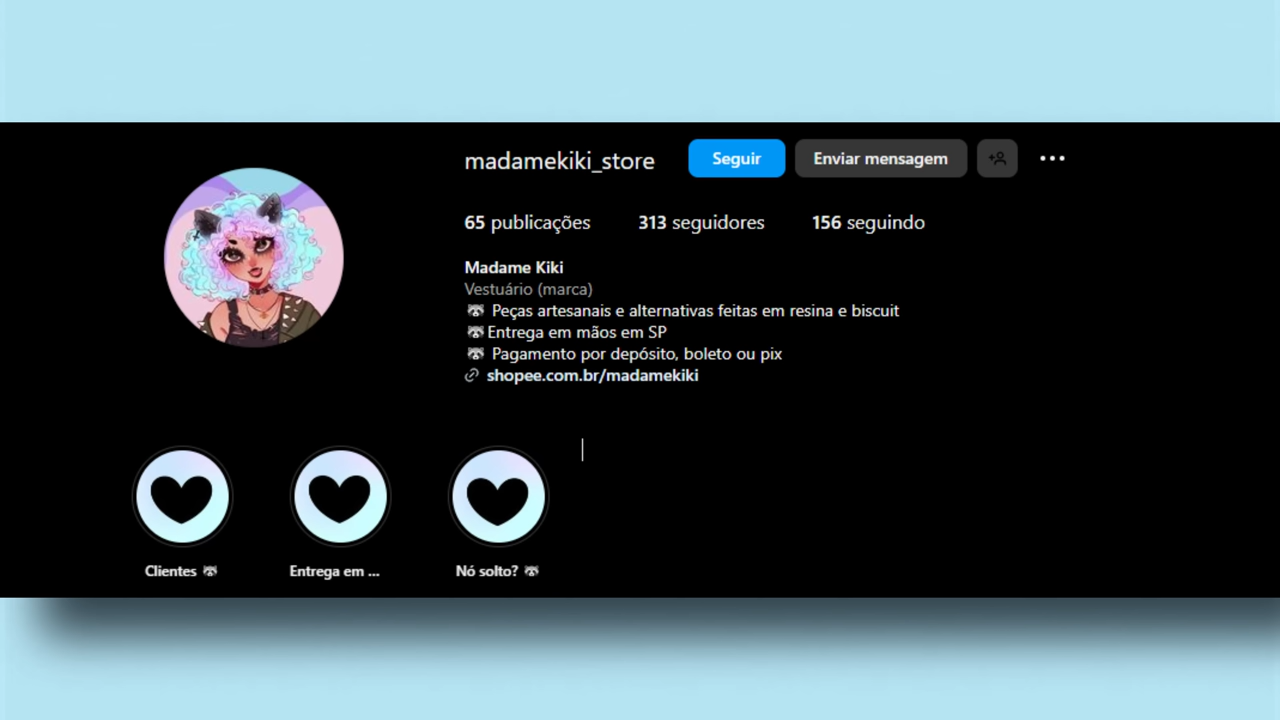 madamekiki_store Seguir Enviar mensagem
65 publicações 313 seguidores 156 seguindo
Madame Kiki
Vestuário (marca)
🦝 Peças artesanais e alternativas feitas em resina e biscuit
🦝Entrega em mãos em SP
🦝 Pagamento por depósito, boleto ou pix
shopee.com.br/madamekiki
Clientes 🦝 Entrega em ... Nó solto? 🦝